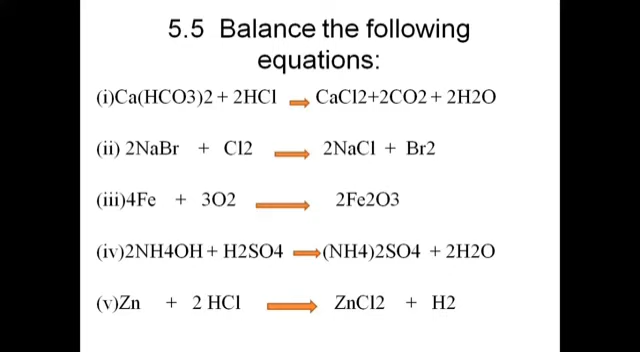 5.5 Balance the following
equations:
(i)Ca(HCO3)2 + 2HCl → CaCl2+2CO2 + 2H2O
(ii) 2NaBr + Cl2 → 2NaCl + Br2
(iii)4Fe + 3O2 → 2Fe2O3
(iv)2NH4OH + H2SO4 → (NH4)2SO4 + 2H2O
(v)Zn + 2 HCl → ZnCl2 + H2